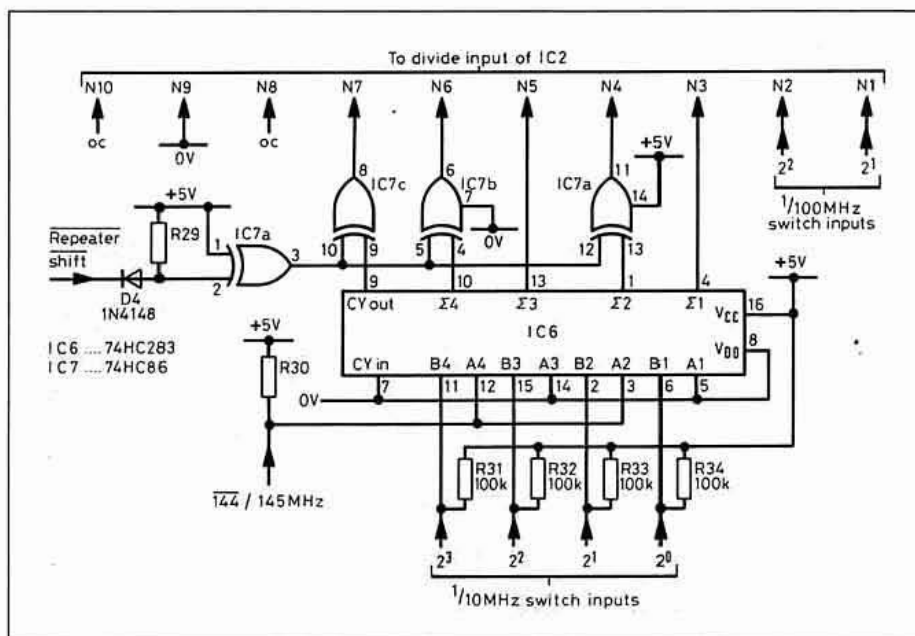 To divide input of IC2
N10 N9 N8 N7 N6 N5 N4 N3 N2 N1
oc 0V oc
+5V
2² 2¹
1/100MHz
switch inputs
8 IC7c
6 IC7b 7
0V
11 IC7a 14
+5V
R29
IC7a
1
2
3
10 9
5 4
12 13
Repeater
shift
D4
1N4148
IC6 .... 74HC283
IC7 .... 74HC86
9 10 13 1 4
CY out Σ4 Σ3 Σ2 Σ1
IC6
VCC 16
VDD 8
+5V
CY in B4 A4 B3 A3 B2 A2 B1 A1
7 11 12 15 14 2 3 6 5
+5V
R30
0V
144 / 145MHz
R31
100k
R32
100k
R33
100k
R34
100k
2³ 2² 2¹ 2⁰
1/10MHz switch inputs